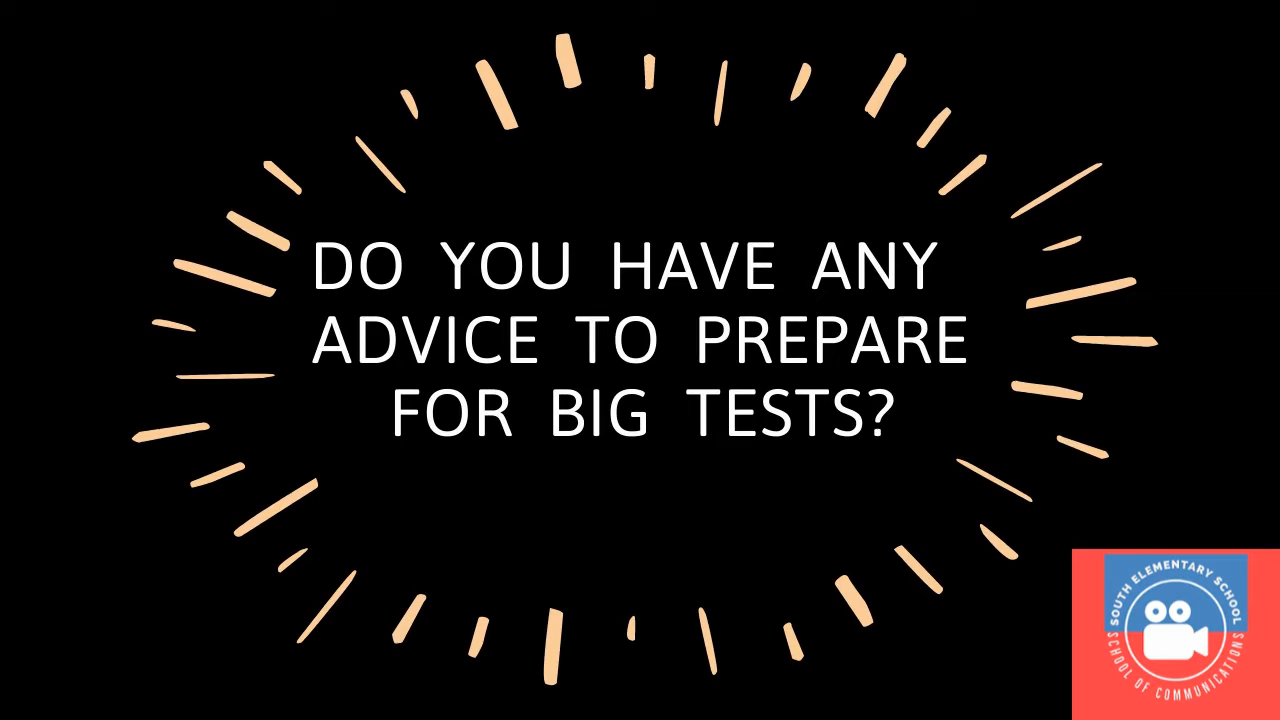 DO YOU HAVE ANY
ADVICE TO PREPARE
FOR BIG TESTS?
SOUTH ELEMENTARY SCHOOL
SCHOOL OF COMMUNICATIONS